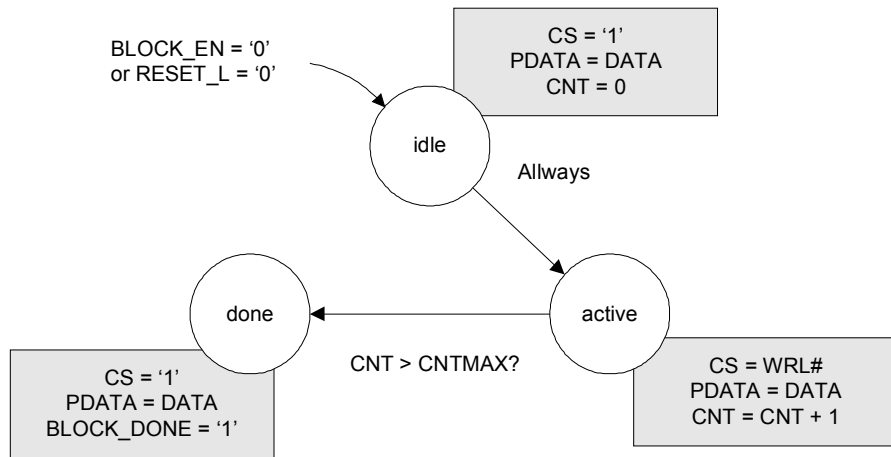 BLOCK_EN = ‘0’
or RESET_L = ‘0’
CS = ‘1’
PDATA = DATA
CNT = 0
idle
Allways
done
active
CNT > CNTMAX?
CS = ‘1’
PDATA = DATA
BLOCK_DONE = ‘1’
CS = WRL#
PDATA = DATA
CNT = CNT + 1